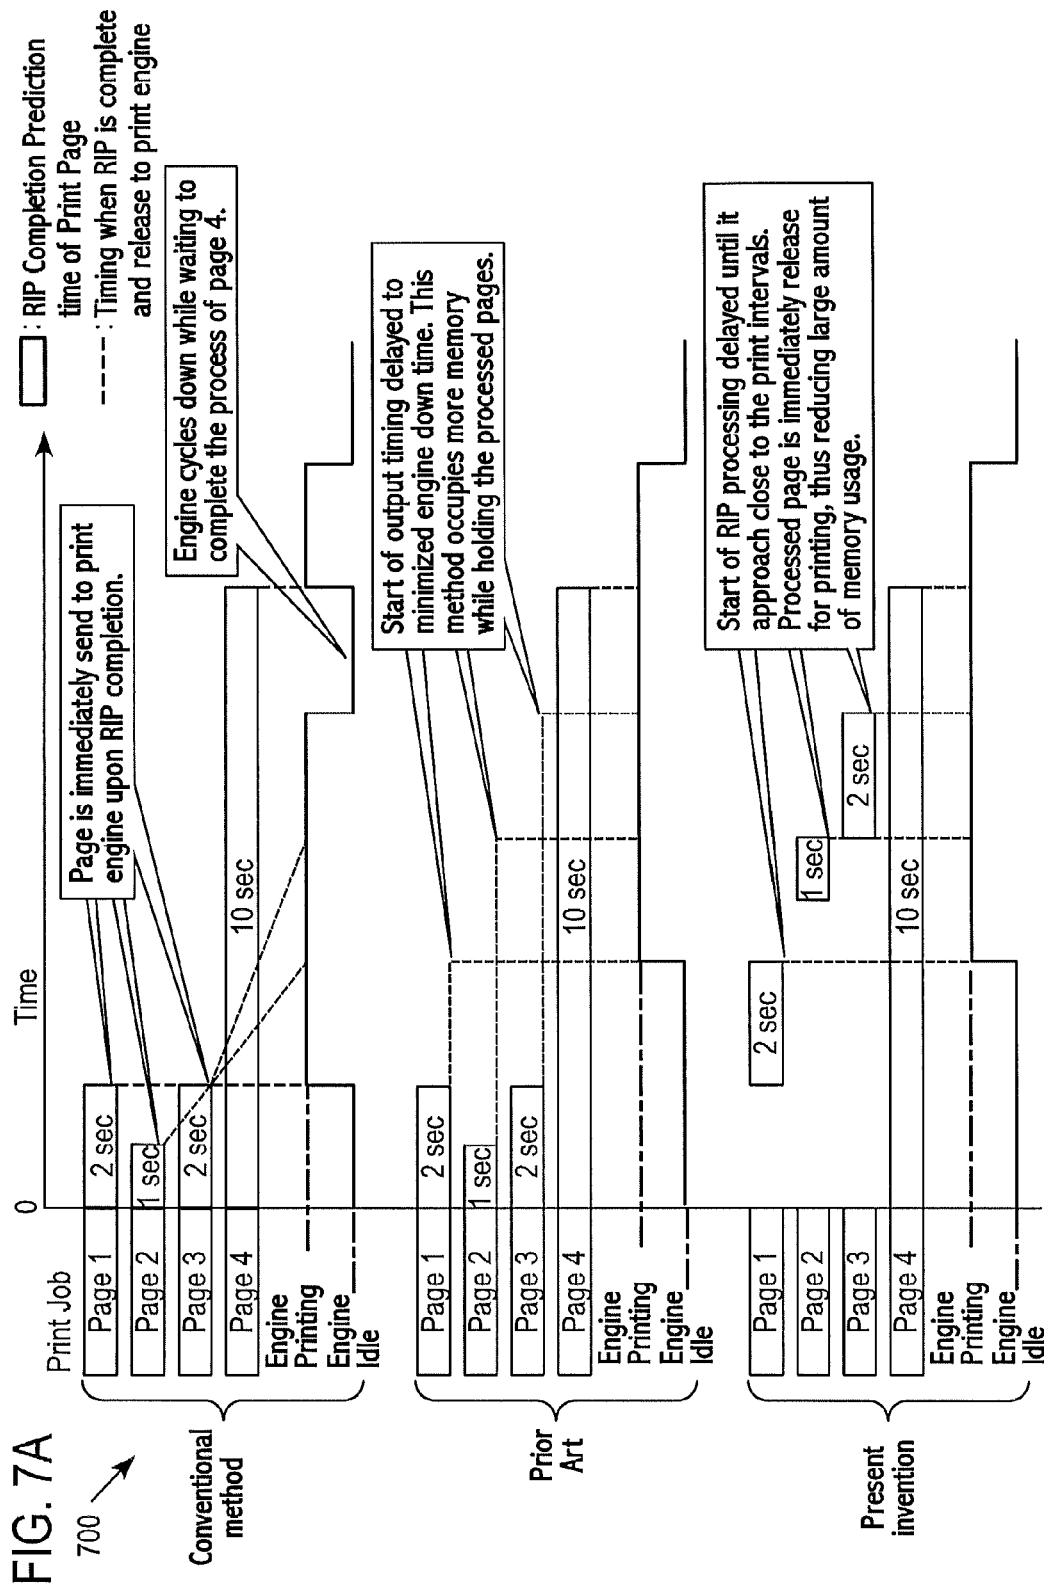 FIG. 7A
700
: RIP Completion Prediction
time of Print Page
: Timing when RIP is complete
and release to print engine
Print Job
0
Time
Conventional
method
Page 1
2 sec
Page 2
1 sec
Page 3
2 sec
Page 4
10 sec
Engine
Printing
Engine
Idle
Page is immediately send to print
engine upon RIP completion.
Engine cycles down while waiting to
complete the process of page 4.
Prior
Art
Page 1
2 sec
Page 2
1 sec
Page 3
2 sec
Page 4
10 sec
Engine
Printing
Engine
Idle
Start of output timing delayed to
minimized engine down time. This
method occupies more memory
while holding the processed pages.
Present
invention
Page 1
2 sec
Page 2
1 sec
Page 3
2 sec
Page 4
10 sec
Engine
Printing
Engine
Idle
Start of RIP processing delayed until it
approach close to the print intervals.
Processed page is immediately release
for printing, thus reducing large amount
of memory usage.